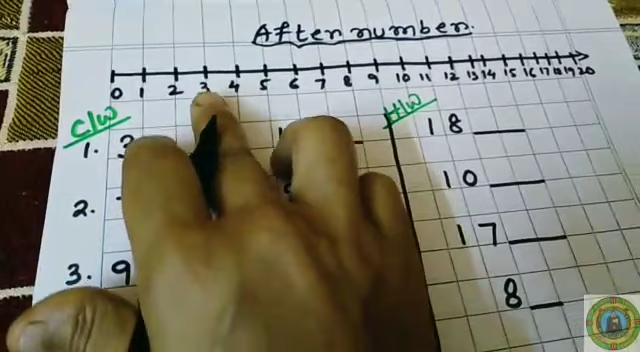 After number.
0 1 2 3 4 5 6 7 8 9 10 11 12 13 14 15 16 17 18 19 20
C/W
1. 3
2.
3. 9
H/W
18 ___
10 ___
17 ___
8 ___